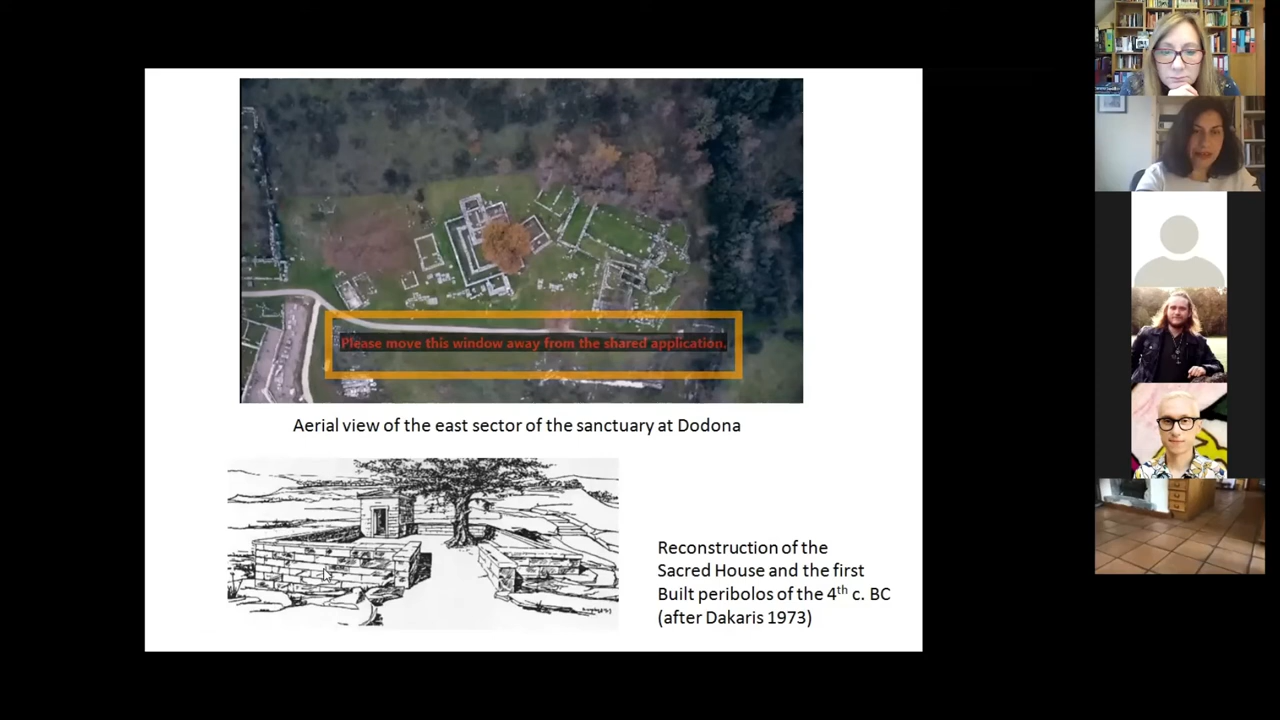 Please move this window away from the shared application.
Aerial view of the east sector of the sanctuary at Dodona
Reconstruction of the
Sacred House and the first
Built peribolos of the 4th c. BC
(after Dakaris 1973)